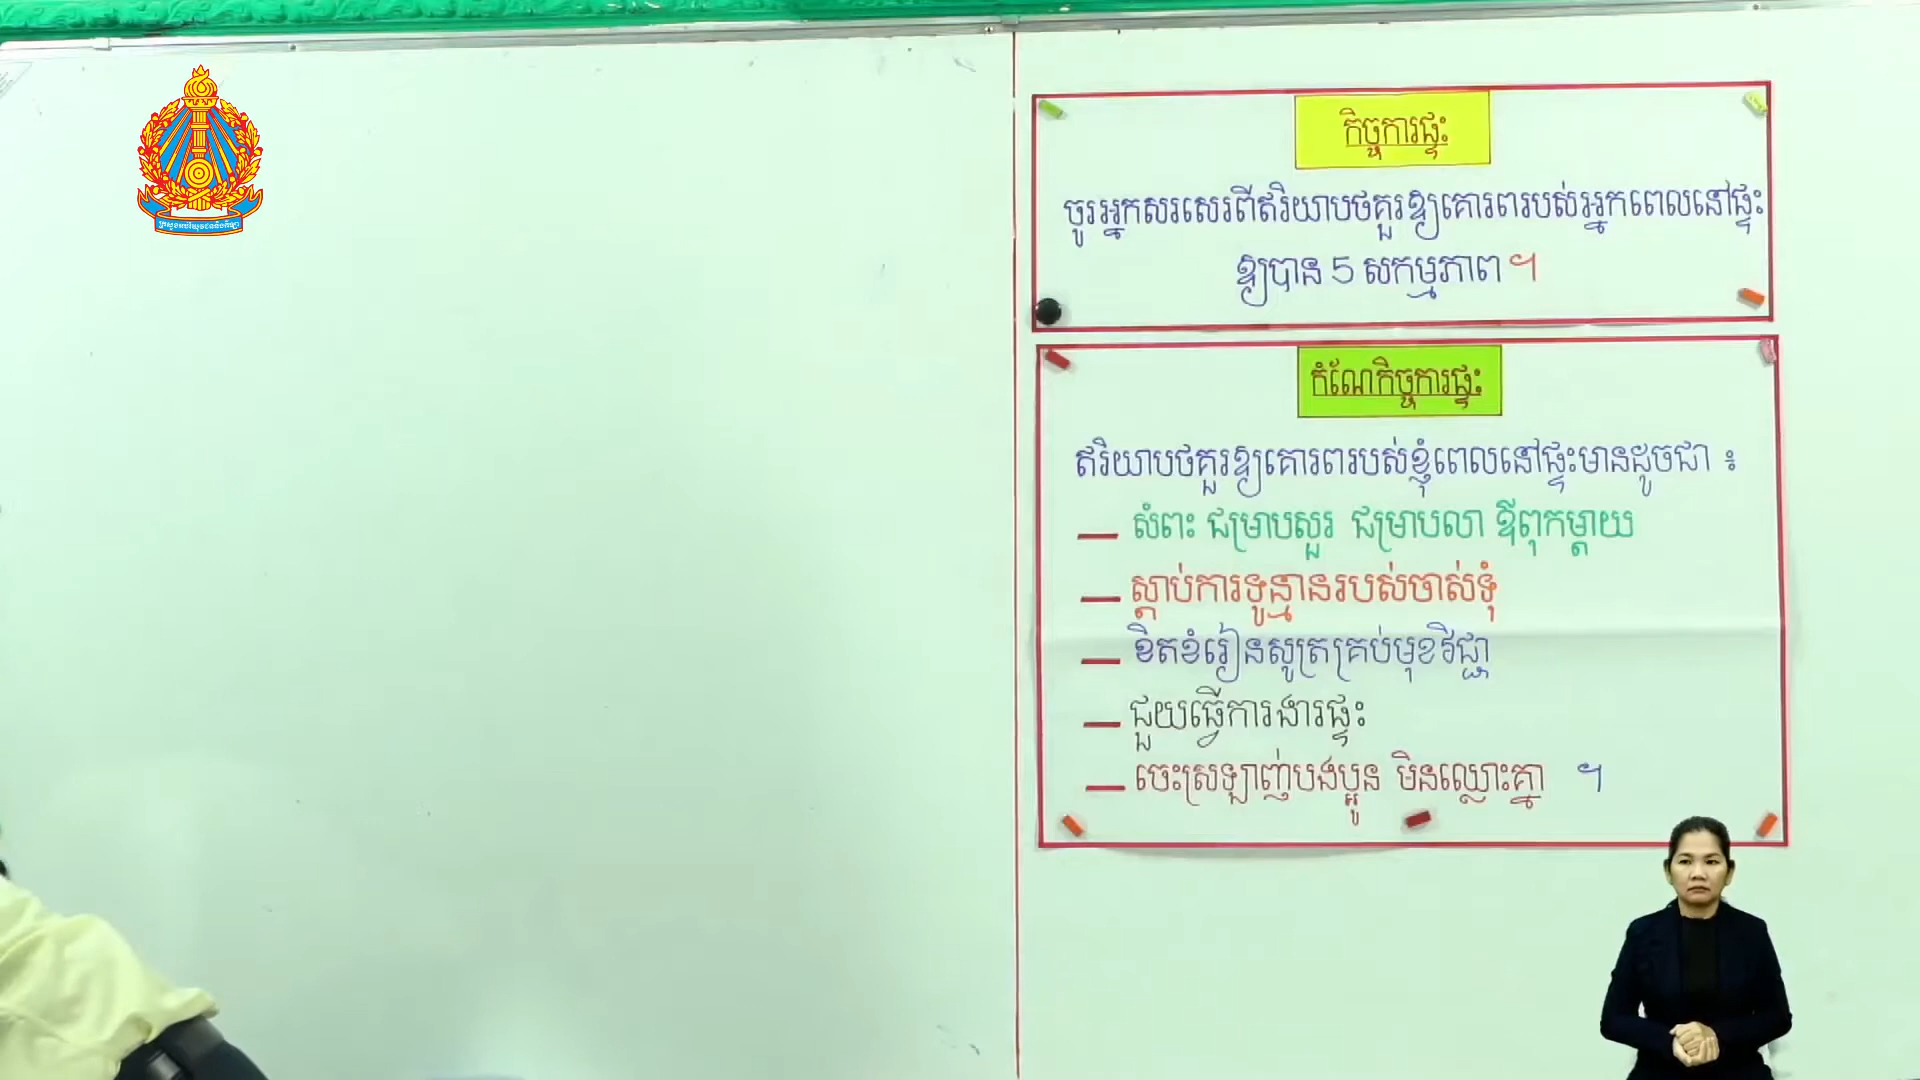 កិច្ចការផ្ទះ
ចូរអ្នកសរសេរពីឥរិយាបថគួរឱ្យគោរពរបស់អ្នកពេលនៅផ្ទះ
ឱ្យបាន 5 សកម្មភាព ។
កំណែកិច្ចការផ្ទះ
ឥរិយាបថគួរឱ្យគោរពរបស់ខ្ញុំពេលនៅផ្ទះមានដូចជា ៖
— សំពះ ជម្រាបសួរ ជម្រាបលា ឪពុកម្តាយ
— ស្តាប់ការទូន្មានរបស់ចាស់ទុំ
— ខិតខំរៀនសូត្រគ្រប់មុខវិជ្ជា
— ជួយធ្វើការងារផ្ទះ
— ចេះស្រឡាញ់បងប្អូន មិនឈ្លោះគ្នា ។